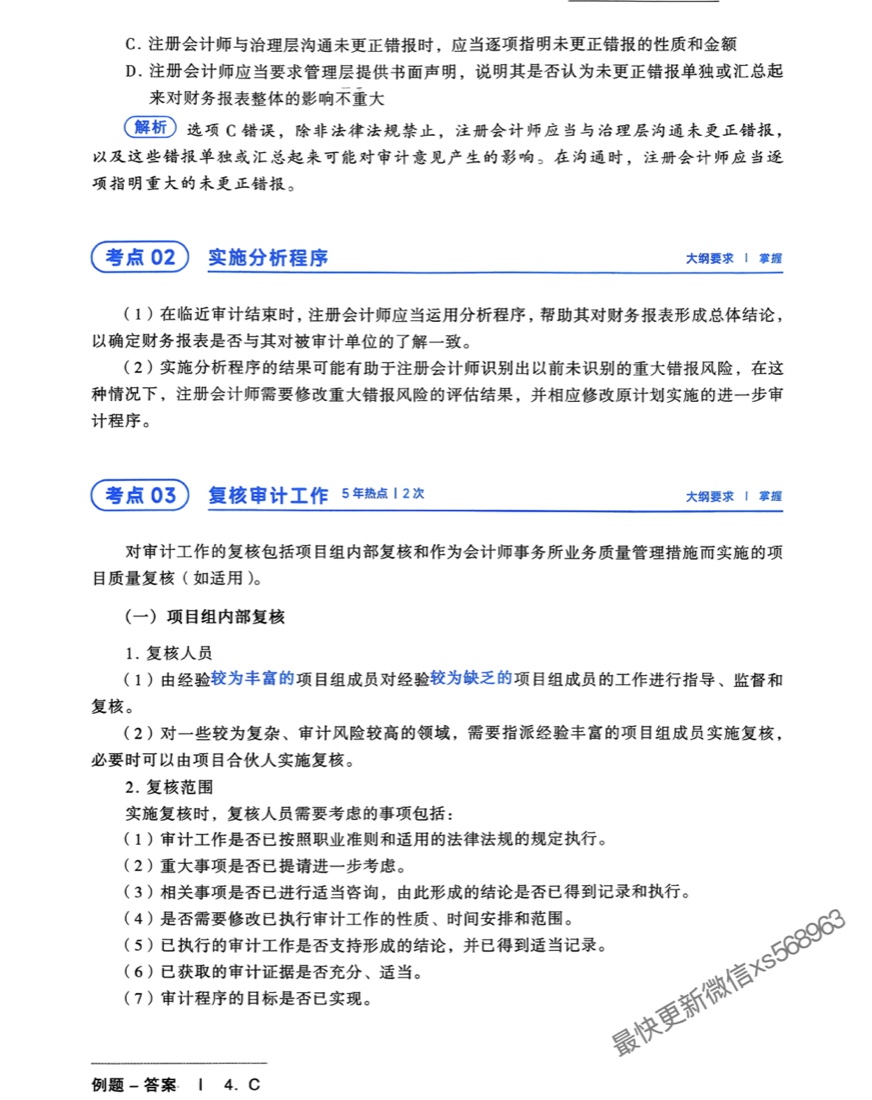 C. 注册会计师与治理层沟通未更正错报时，应当逐项指明未更正错报的性质和金额
D. 注册会计师应当要求管理层提供书面声明，说明其是否认为未更正错报单独或汇总起
来对财务报表整体的影响不重大
解析 选项 C 错误，除非法律法规禁止，注册会计师应当与治理层沟通未更正错报，
以及这些错报单独或汇总起来可能对审计意见产生的影响。在沟通时，注册会计师应当逐
项指明重大的未更正错报。
考点 02 实施分析程序 大纲要求 | 掌握
（1）在临近审计结束时，注册会计师应当运用分析程序，帮助其对财务报表形成总体结论，
以确定财务报表是否与其对被审计单位的了解一致。
（2）实施分析程序的结果可能有助于注册会计师识别出以前未识别的重大错报风险，在这
种情况下，注册会计师需要修改重大错报风险的评估结果，并相应修改原计划实施的进一步审
计程序。
考点 03 复核审计工作 5年热点 | 2次 大纲要求 | 掌握
对审计工作的复核包括项目组内部复核和作为会计师事务所业务质量管理措施而实施的项
目质量复核（如适用）。
（一）项目组内部复核
1. 复核人员
（1）由经验较为丰富的项目组成员对经验较为缺乏的项目组成员的工作进行指导、监督和
复核。
（2）对一些较为复杂、审计风险较高的领域，需要指派经验丰富的项目组成员实施复核，
必要时可以由项目合伙人实施复核。
2. 复核范围
实施复核时，复核人员需要考虑的事项包括：
（1）审计工作是否已按照职业准则和适用的法律法规的规定执行。
（2）重大事项是否已提请进一步考虑。
（3）相关事项是否已进行适当咨询，由此形成的结论是否已得到记录和执行。
（4）是否需要修改已执行审计工作的性质、时间安排和范围。
（5）已执行的审计工作是否支持形成的结论，并已得到适当记录。
（6）已获取的审计证据是否充分、适当。
（7）审计程序的目标是否已实现。
最快更新微信xs568963
例题 – 答案 | 4. C